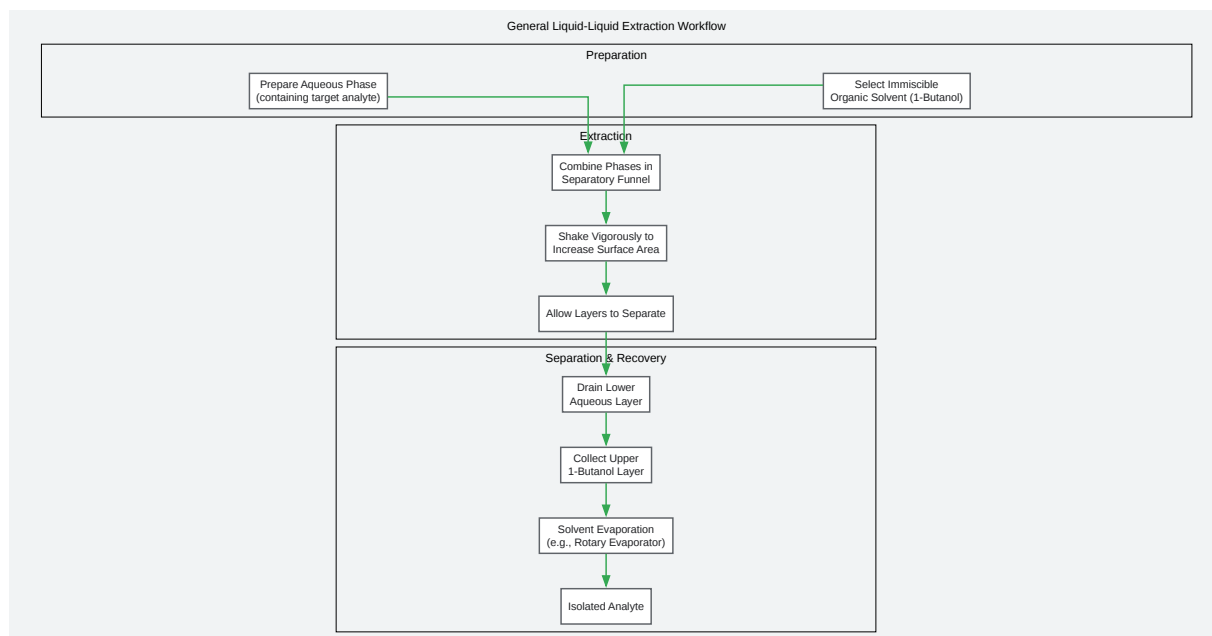 General Liquid-Liquid Extraction Workflow
Preparation
Prepare Aqueous Phase
(containing target analyte)
Select Immiscible
Organic Solvent (1-Butanol)
Extraction
Combine Phases in
Separatory Funnel
Shake Vigorously to
Increase Surface Area
Allow Layers to Separate
Separation & Recovery
Drain Lower
Aqueous Layer
Collect Upper
1-Butanol Layer
Solvent Evaporation
(e.g., Rotary Evaporator)
Isolated Analyte